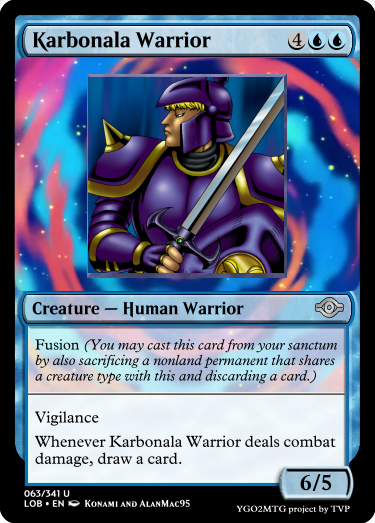 Karbonala Warrior 4
Creature — Human Warrior
Fusion (You may cast this card from your sanctum
by also sacrificing a nonland permanent that shares
a creature type with this and discarding a card.)
Vigilance
Whenever Karbonala Warrior deals combat
damage, draw a card.
6/5
063/341 U
LOB • EN Konami and AlanMac95
YGO2MTG project by TVP